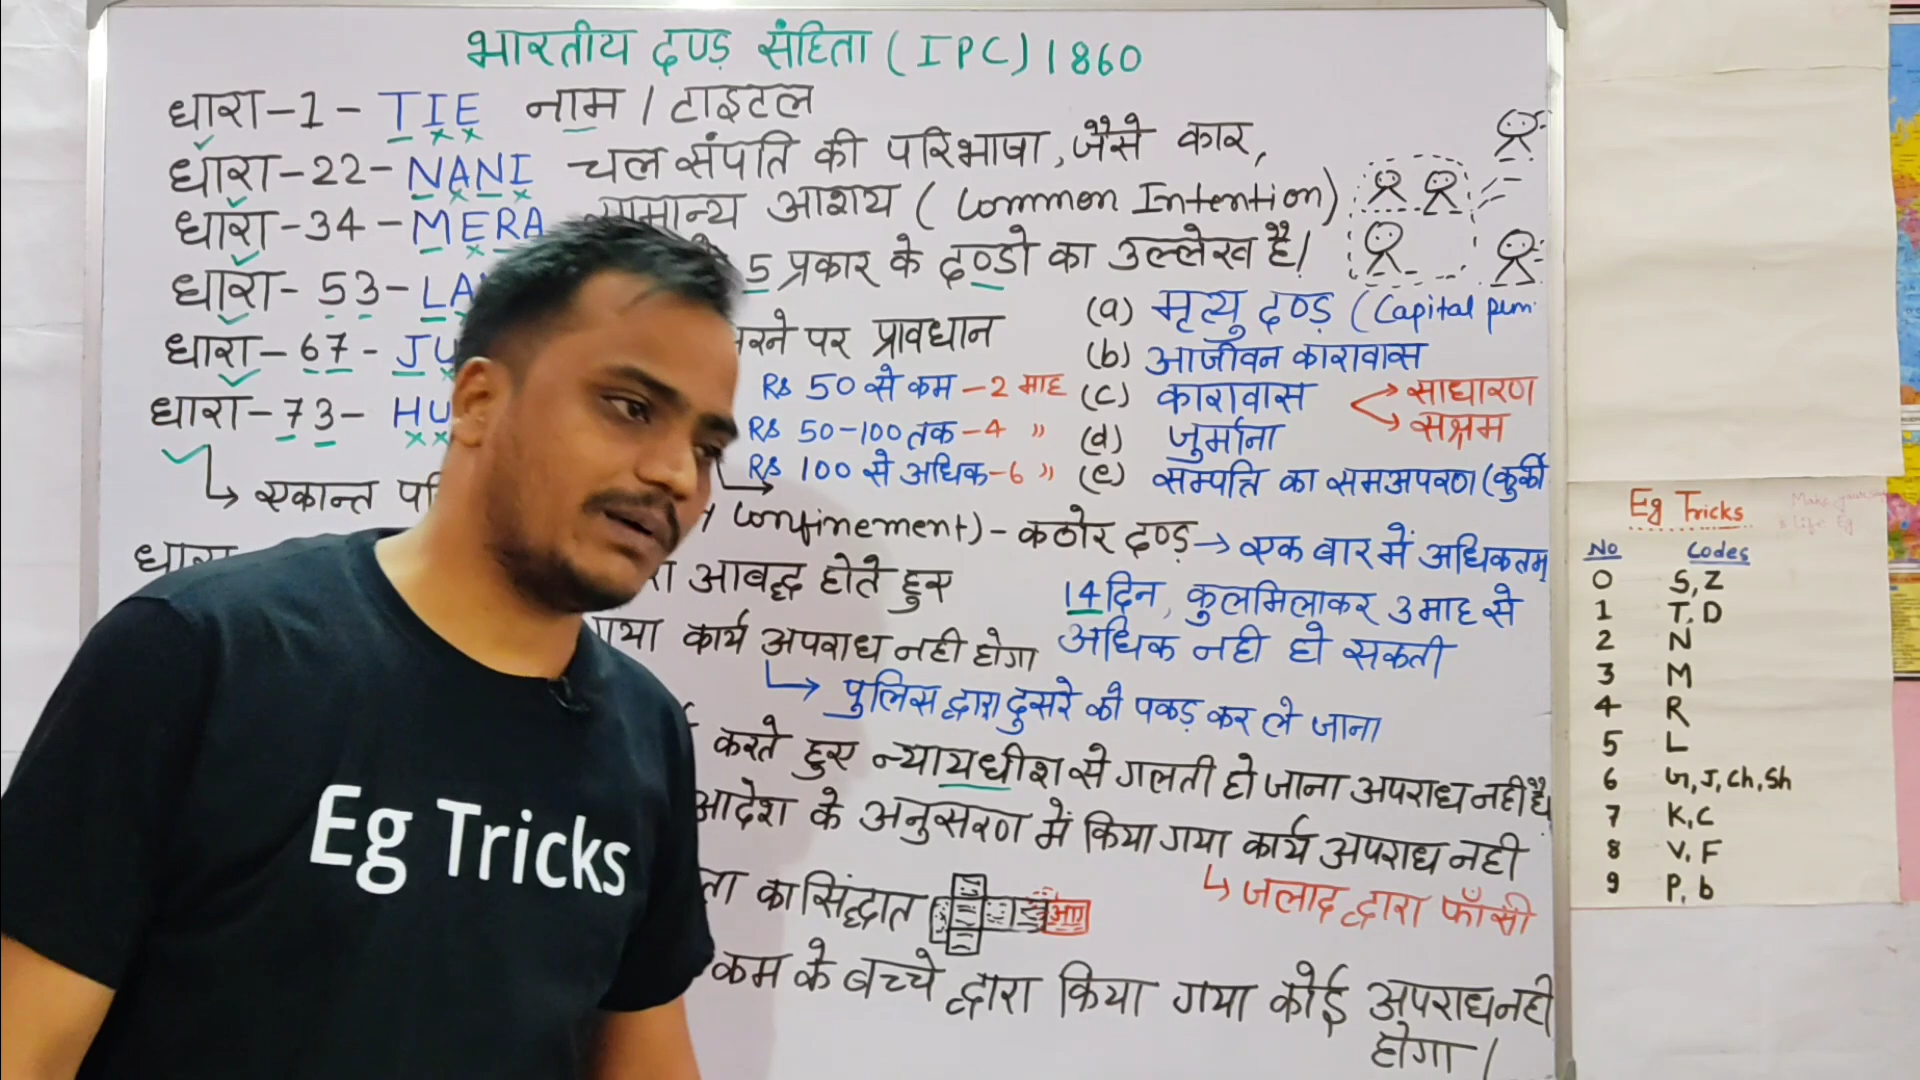 भारतीय दण्ड संहिता (IPC) 1860
धारा-1- TIE नाम / टाइटल
धारा-22- NANI चल संपति की परिभाषा, जैसे कार,
धारा-34- MERA सामान्य आशय (Common Intention)
धारा- 53- LA 5 प्रकार के दण्डो का उल्लेख है।
(a) मृत्यु दण्ड (Capital pun.
धारा- 67- JU करने पर प्रावधान
(b) आजीवन कारावास
Rs 50 से कम - 2 माह
(c) कारावास → साधारण
→ सश्रम
धारा-73- HU
Rs 50-100 तक - 4 "
(d) जुर्माना
Rs 100 से अधिक - 6 "
(e) सम्पत्ति का समअपरण (कुर्की
↳ एकान्त
Confinement) - कठोर दण्ड → एक बार में अधिकतम
14 दिन, कुलमिलाकर 3 माह से
अधिक नही हो सकती
धारा
आबद्ध होते हुए
गया कार्य अपराध नही होगा
↳ पुलिस द्वारा दुसरे को पकड़ कर ले जाना
करते हुए न्यायधीश से गलती हो जाना अपराध नही है
आदेश के अनुसरण में किया गया कार्य अपराध नही
↳ जलाद द्वारा फाँसी
का सिंद्धात
कम के बच्चे द्वारा किया गया कोई अपराध नही
होगा।
Eg Tricks
Eg Tricks
No Codes
0 S, Z
1 T, D
2 N
3 M
4 R
5 L
6 G, J, Ch, Sh
7 K, C
8 V, F
9 P, b